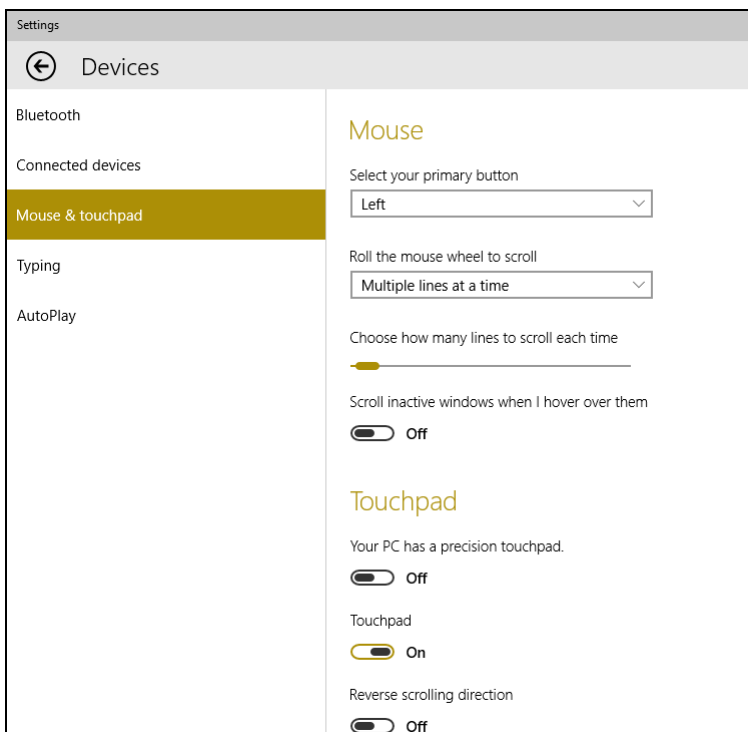 Settings
Devices
Bluetooth
Connected devices
Mouse & touchpad
Typing
AutoPlay
Mouse
Select your primary button
Left
Roll the mouse wheel to scroll
Multiple lines at a time
Choose how many lines to scroll each time
Scroll inactive windows when I hover over them
Off
Touchpad
Your PC has a precision touchpad.
Off
Touchpad
On
Reverse scrolling direction
Off